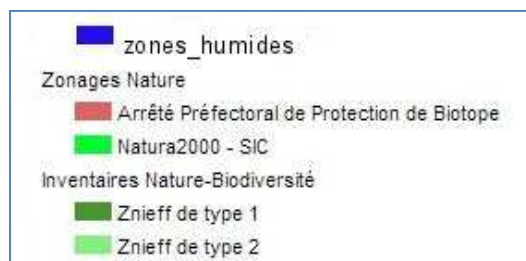 zones_humides
Zonages Nature
Arrêté Préfectoral de Protection de Biotope
Natura2000 - SIC
Inventaires Nature-Biodiversité
Znieff de type 1
Znieff de type 2